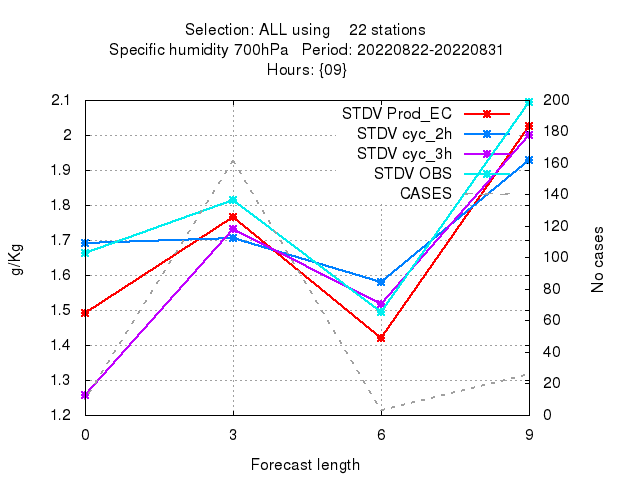 Selection: ALL using 22 stations
Specific humidity 700hPa Period: 20220822-20220831
Hours: {09}
STDV Prod_EC
STDV cyc_2h
STDV cyc_3h
STDV OBS
CASES
2.1
2
1.9
1.8
1.7
1.6
1.5
1.4
1.3
1.2
g/Kg
200
180
160
140
120
100
80
60
40
20
0
No cases
0 3 6 9
Forecast length